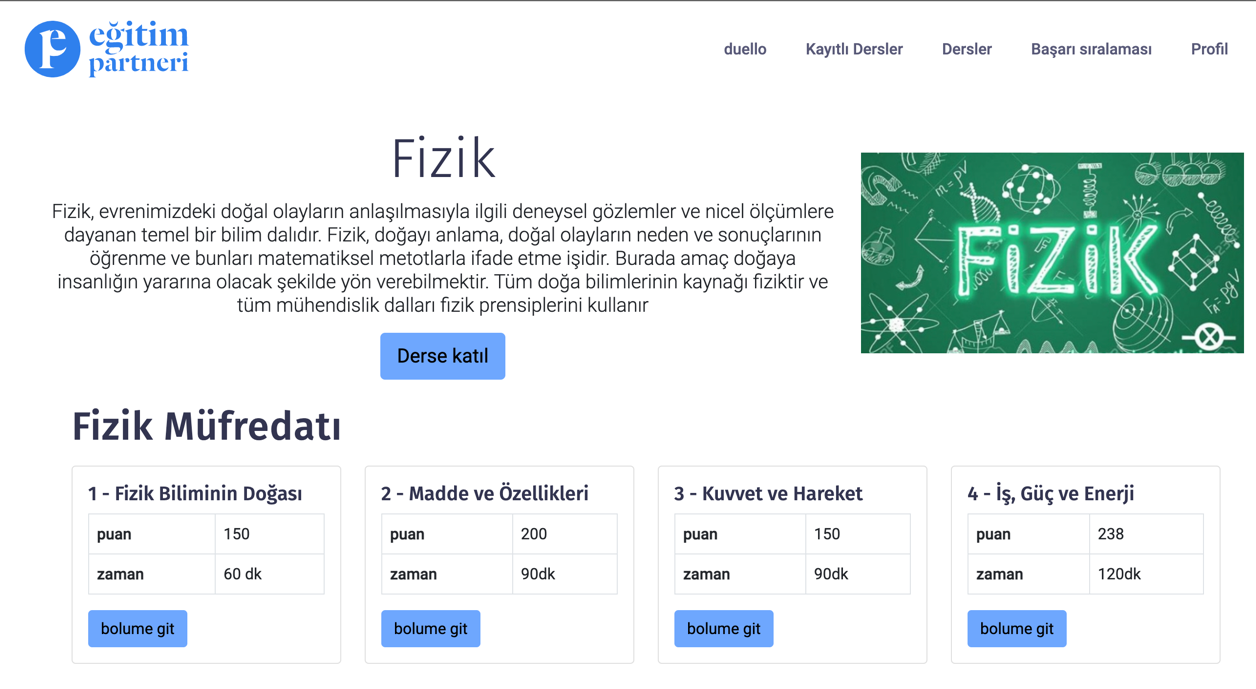 eğitim
partneri
duello
Kayıtlı Dersler
Dersler
Başarı sıralaması
Profil
Fizik
Fizik, evrenimizdeki doğal olayların anlaşılmasıyla ilgili deneysel gözlemler ve nicel ölçümlere
dayanan temel bir bilim dalıdır. Fizik, doğayı anlama, doğal olayların neden ve sonuçlarının
öğrenme ve bunları matematiksel metotlarla ifade etme işidir. Burada amaç doğaya
insanlığın yararına olacak şekilde yön verebilmektir. Tüm doğa bilimlerinin kaynağı fiziktir ve
tüm mühendislik dalları fizik prensiplerini kullanır
Derse katıl
m = ρV
FİZİK
Fizik Müfredatı
1 - Fizik Biliminin Doğası
puan 150
zaman 60 dk
bolume git
2 - Madde ve Özellikleri
puan 200
zaman 90dk
bolume git
3 - Kuvvet ve Hareket
puan 150
zaman 90dk
bolume git
4 - İş, Güç ve Enerji
puan 238
zaman 120dk
bolume git